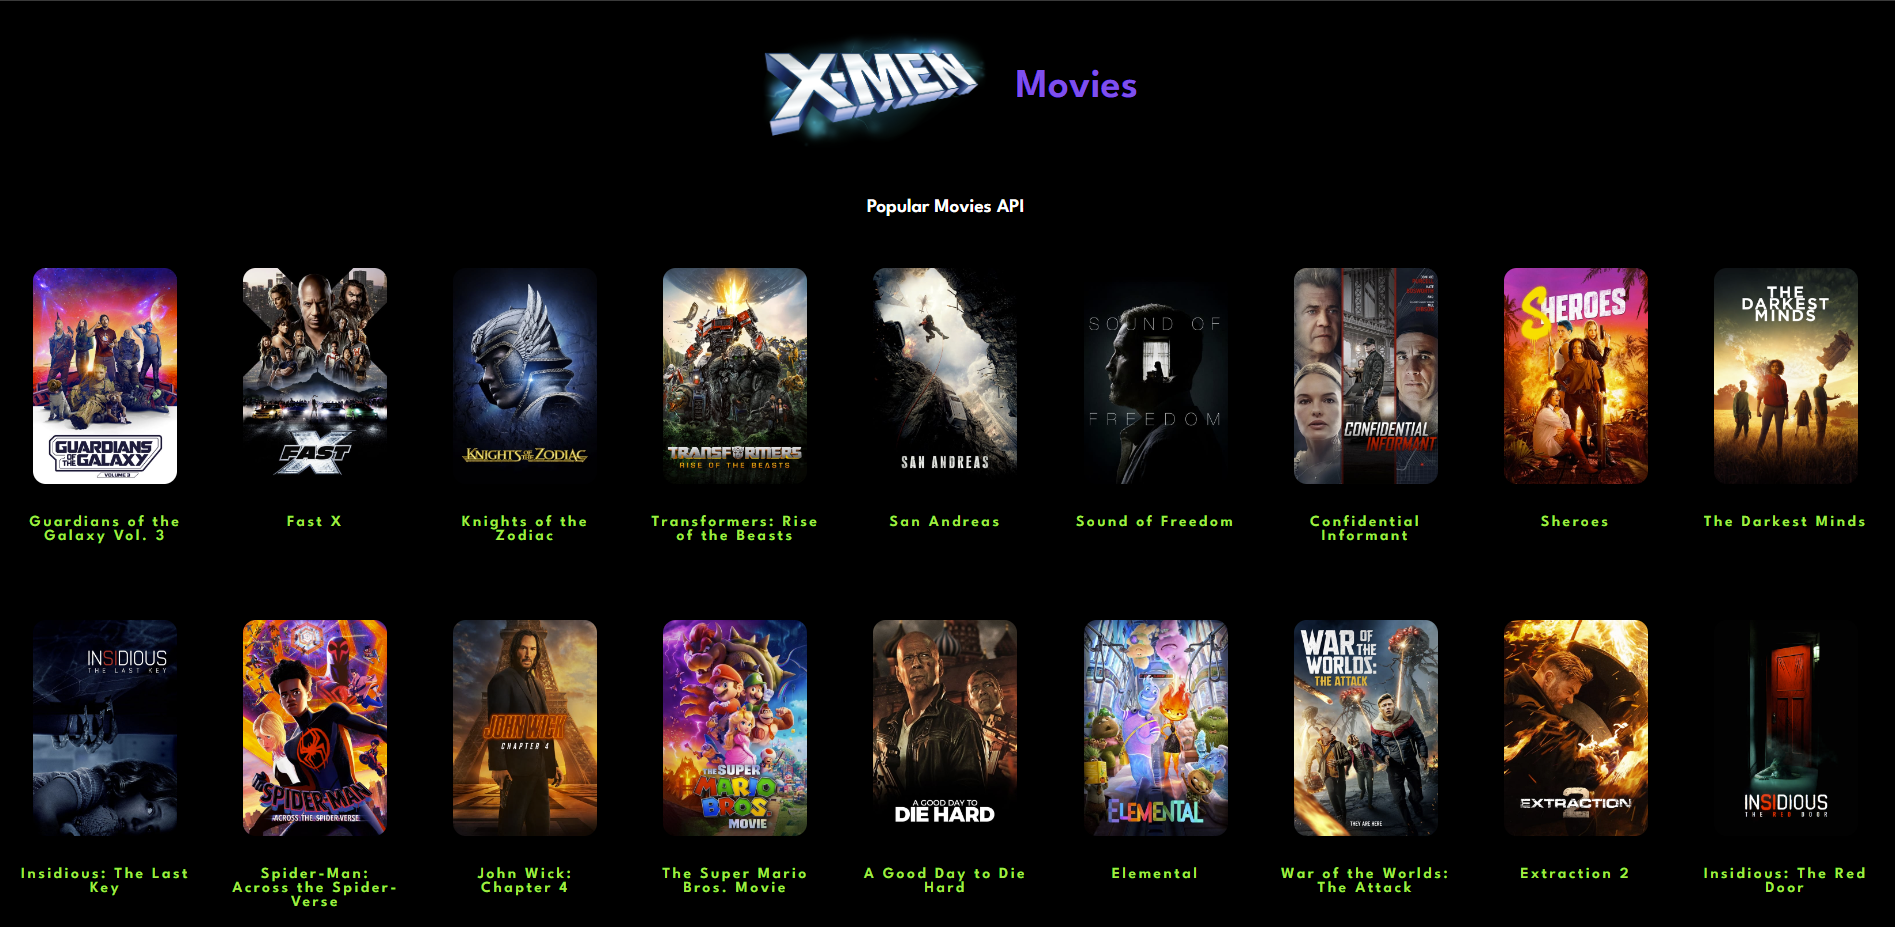 X-MEN Movies
Popular Movies API
GUARDIANS
OF THE GALAXY
VOLUME 3
FAST X
KNIGHTS OF THE ZODIAC
TRANSFORMERS
RISE OF THE BEASTS
SAN ANDREAS
SOUND OF
FREEDOM
CONFIDENTIAL
INFORMANT
SHEROES
THE
DARKEST
MINDS
Guardians of the
Galaxy Vol. 3
Fast X
Knights of the
Zodiac
Transformers: Rise
of the Beasts
San Andreas
Sound of Freedom
Confidential
Informant
Sheroes
The Darkest Minds
INSIDIOUS
THE LAST KEY
SPIDER-MAN
ACROSS THE SPIDER-VERSE
JOHN WICK
CHAPTER 4
THE SUPER
MARIO
BROS.
MOVIE
A GOOD DAY TO
DIE HARD
ELEMENTAL
WAR OF
THE
WORLDS:
THE ATTACK
THEY ARE HERE
EXTRACTION
2
INSIDIOUS
THE RED DOOR
Insidious: The Last
Key
Spider-Man:
Across the Spider-
Verse
John Wick:
Chapter 4
The Super Mario
Bros. Movie
A Good Day to Die
Hard
Elemental
War of the Worlds:
The Attack
Extraction 2
Insidious: The Red
Door